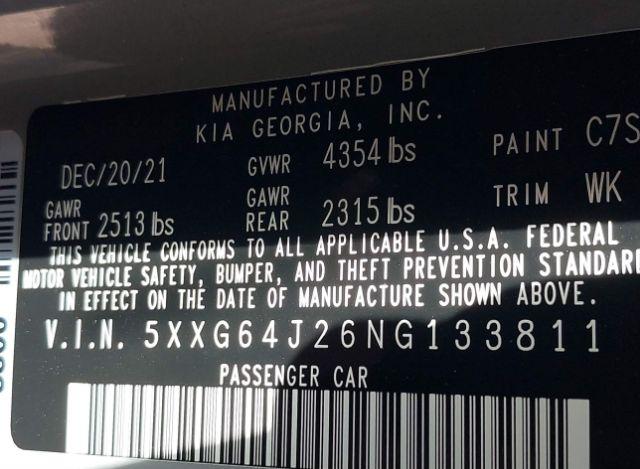 MANUFACTURED BY
KIA GEORGIA, INC.
DEC/20/21 GVWR 4354 lbs PAINT C7S
GAWR FRONT 2513 lbs GAWR REAR 2315 lbs TRIM WK
THIS VEHICLE CONFORMS TO ALL APPLICABLE U.S.A. FEDERAL
MOTOR VEHICLE SAFETY, BUMPER, AND THEFT PREVENTION STANDARD
IN EFFECT ON THE DATE OF MANUFACTURE SHOWN ABOVE.
V.I.N. 5XXG64J26NG133811
PASSENGER CAR